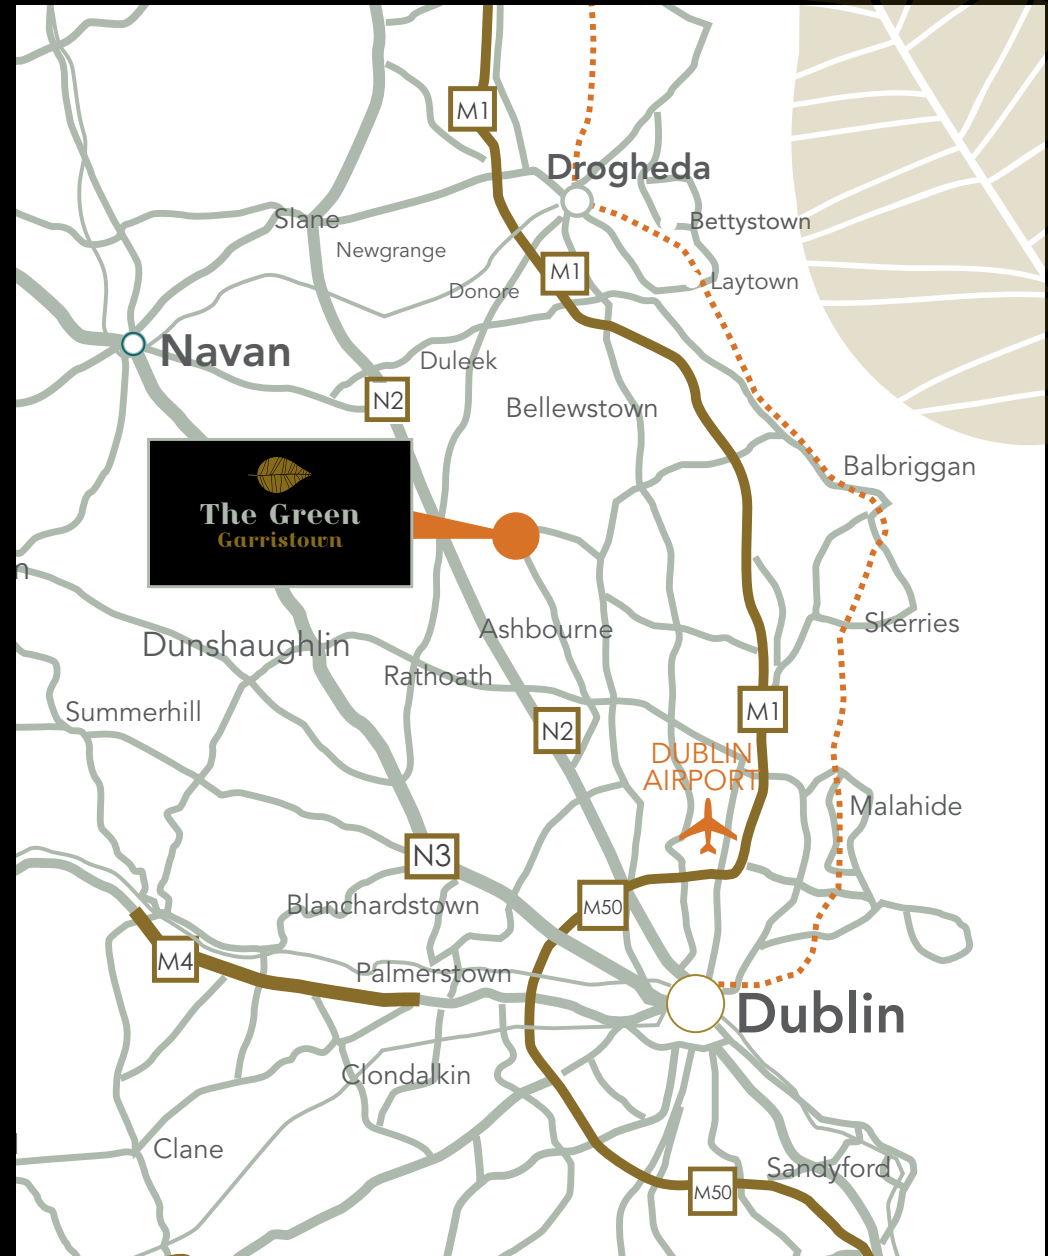 M1
Drogheda
Slane
Bettystown
Newgrange
M1
Laytown
Donore
Navan
Duleek
N2
Bellewstown
Balbriggan
The Green
Garristown
n
Skerries
Ashbourne
Dunshaughlin
Rathoath
Summerhill
M1
N2
DUBLIN
AIRPORT
Malahide
N3
Blanchardstown
M50
M4
Palmerstown
Dublin
Clondalkin
Clane
Sandyford
M50